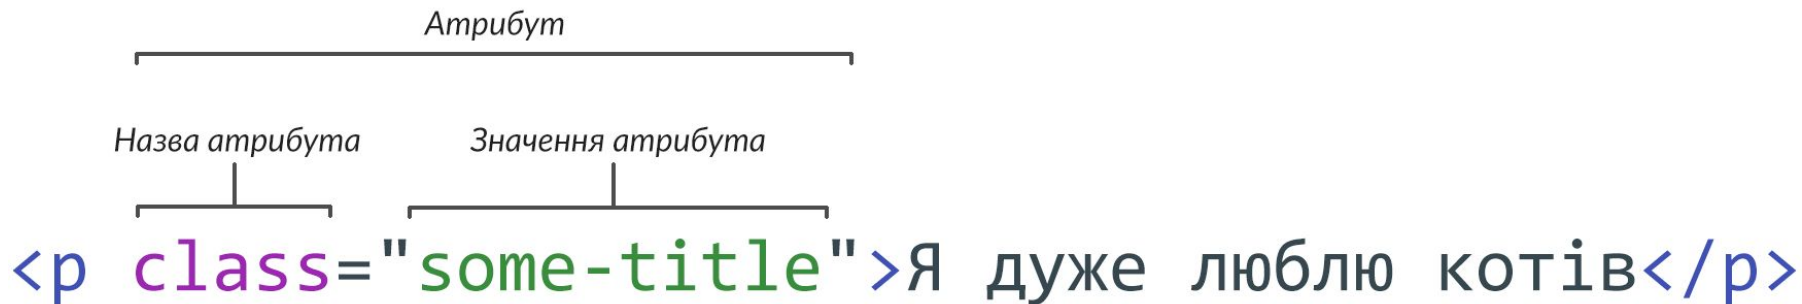 Атрибут
Назва атрибута Значення атрибута
<p class="some-title">Я дуже люблю котів</p>